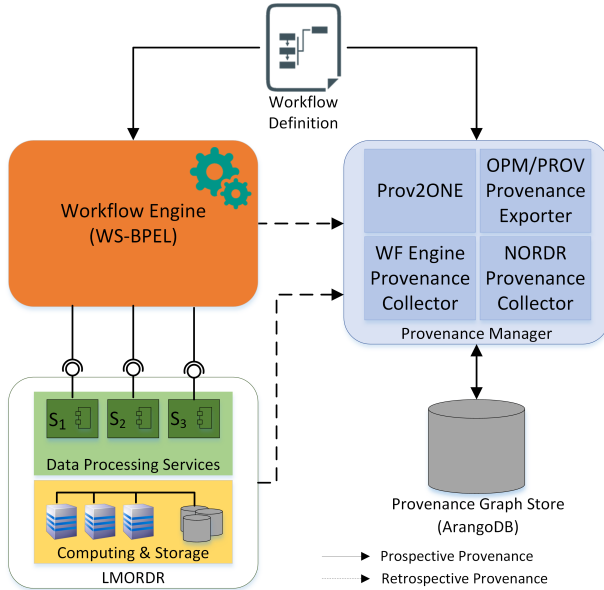 Workflow
Definition
Workflow Engine
(WS-BPEL)
Prov2ONE
OPM/PROV
Provenance
Exporter
WF Engine
Provenance
Collector
NORDR
Provenance
Collector
Provenance Manager
S1
S2
S3
Data Processing Services
Computing & Storage
LMORDR
Provenance Graph Store
(ArangoDB)
Prospective Provenance
Retrospective Provenance